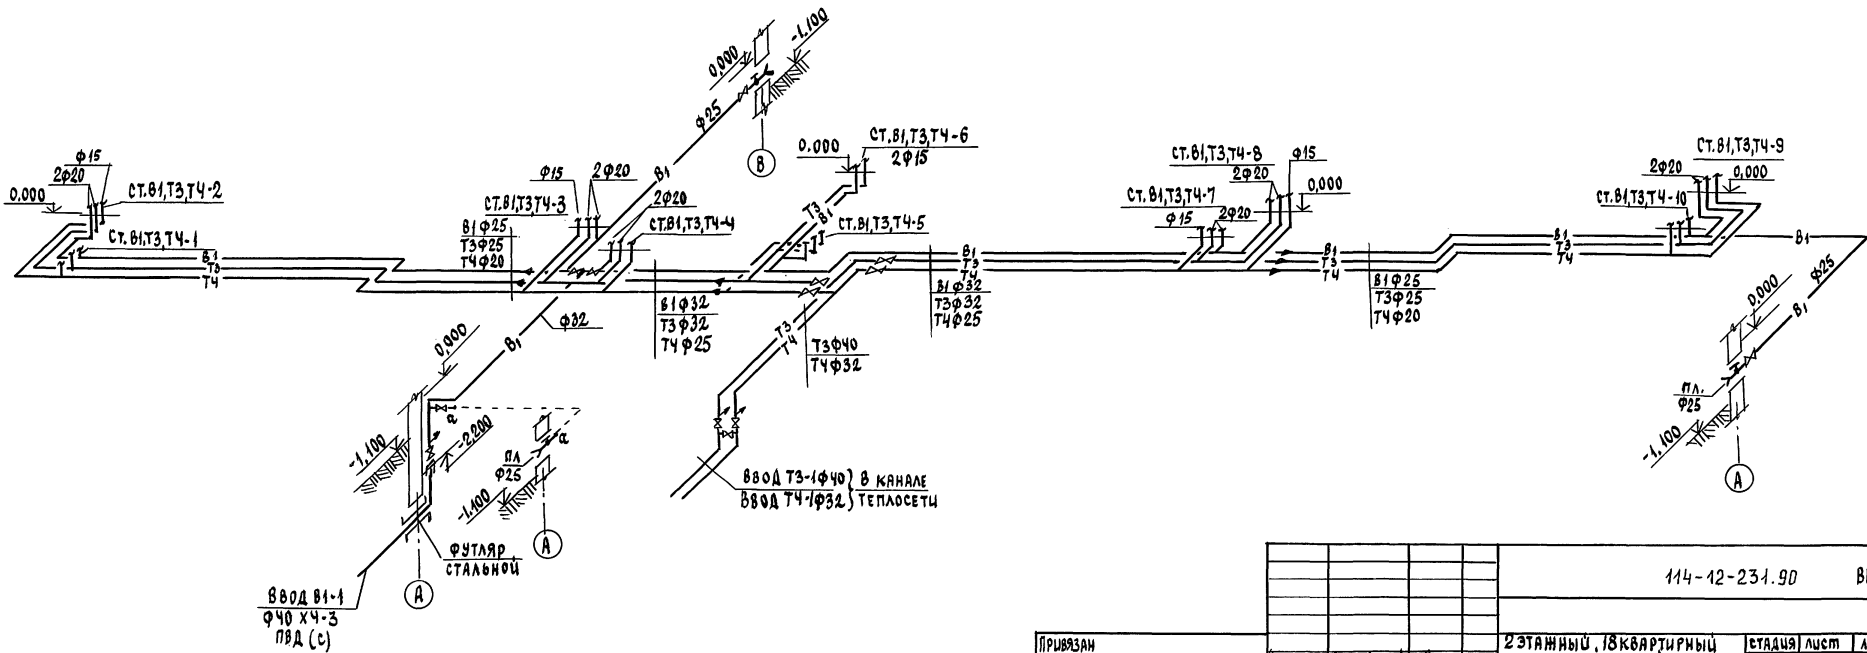 -1.100
0,000
ф25
В1
В
0.000
СТ.В1,Т3,Т4-6
2ф15
Т3
В1
СТ.В1,Т3,Т4-5
ф15
2ф20
0.000
СТ.В1,Т3,Т4-2
СТ.В1,Т3,Т4-1
В1
Т3
Т4
ф15
2ф20
СТ.В1,Т3,Т4-3
2ф20
СТ.В1,Т3,Т4-4
В1ф25
Т3ф25
Т4ф20
В1ф32
Т3ф32
Т4ф25
ф32
В1
Т3
Т4
Т3ф40
Т4ф32
В1
Т3
Т4
В1ф32
Т3ф32
Т4ф25
СТ.В1,Т3,Т4-8
2ф20
ф15
0,000
СТ.В1,Т3,Т4-7
ф15
2ф20
В1
Т3
Т4
В1ф25
Т3ф25
Т4ф20
СТ.В1,Т3,Т4-9
2ф20
0,000
СТ.В1,Т3,Т4-10
В1
Т3
Т4
В1
ф25
В1
0,000
ПЛ.
ф25
-1.100
А
0,000
-1,100
-2,200
а
а
ПЛ
ф25
-1.100
А
ФУТЛЯР
СТАЛЬНОЙ
А
ВВОД В1-1
ф40 х4-3
ПВД (С)
ВВОД Т3-1ф40} В КАНАЛЕ
ВВОД Т4-1ф32} ТЕПЛОСЕТИ
114-12-231.90
ПРИВЯЗАН
2 ЭТАЖНЫЙ, 18 КВАРТИРНЫЙ
СТАДИЯ ЛИСТ